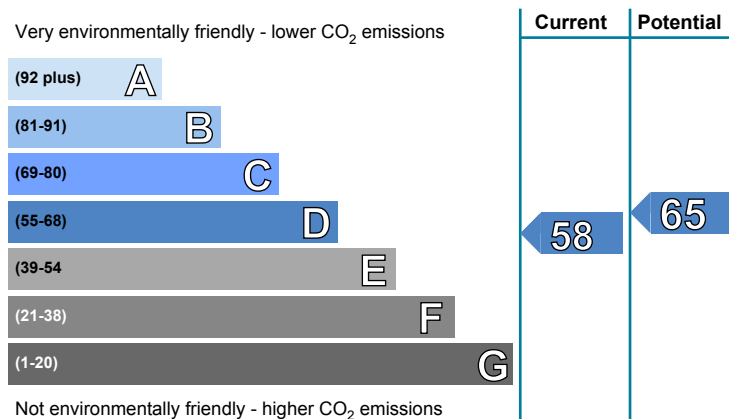 Current Potential
Very environmentally friendly - lower CO₂ emissions
(92 plus) A
(81-91) B
(69-80) C
(55-68) D
58 65
(39-54 E
(21-38) F
(1-20) G
Not environmentally friendly - higher CO₂ emissions